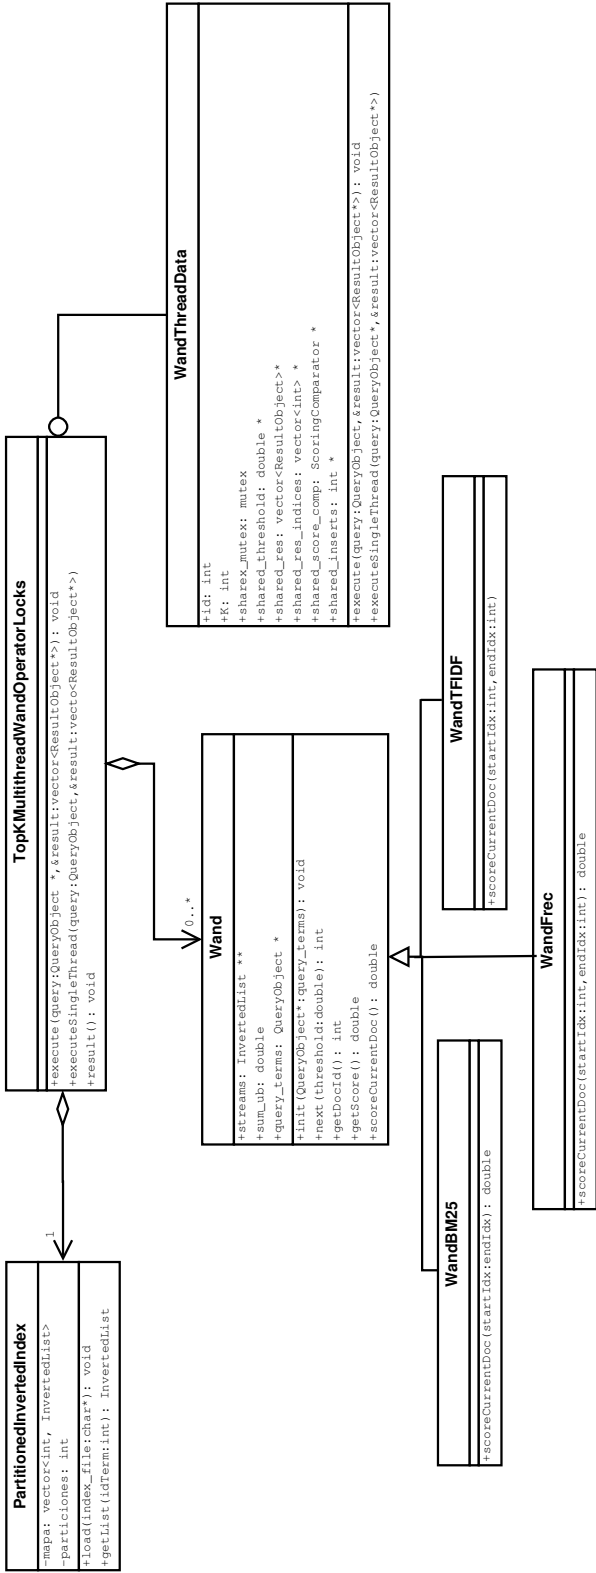 PartitionedInvertedIndex
-mapa: vector<int, InvertedList>
-particiones: int
+load(index_file:char*): void
+getList(idTerm:int): InvertedList
1
TopKMultithreadWandOperatorLocks
+execute(query:QueryObject *,&result:vector<ResultObject*>): void
+executeSingleThread(query:QueryObject,&result:vecto<ResultObject*>)
+result(): void
0..*
WandThreadData
+id: int
+K: int
+sharex_mutex: mutex
+shared_threshold: double *
+shared_res: vector<ResultObject>*
+shared_res_indices: vector<int> *
+shared_score_comp: ScoringComparator *
+shared_inserts: int *
+execute(query:QueryObject,&result:vector<ResultObject*>): void
+executeSingleThread(query:QueryObject*,&result:vector<ResultObject*>)
Wand
+streams: InvertedList **
+sum_ub: double
+query_terms: QueryObject *
+init(QueryObject*:query_terms): void
+next(threshold:double): int
+getDocId(): int
+getScore(): double
+scoreCurrentDoc(): double
WandBM25
+scoreCurrentDoc(startIdx:endIdx): double
WandTFIDF
+scoreCurrentDoc(startIdx:int,endIdx:int)
WandFrec
+scoreCurrentDoc(startIdx:int,endIdx:int): double